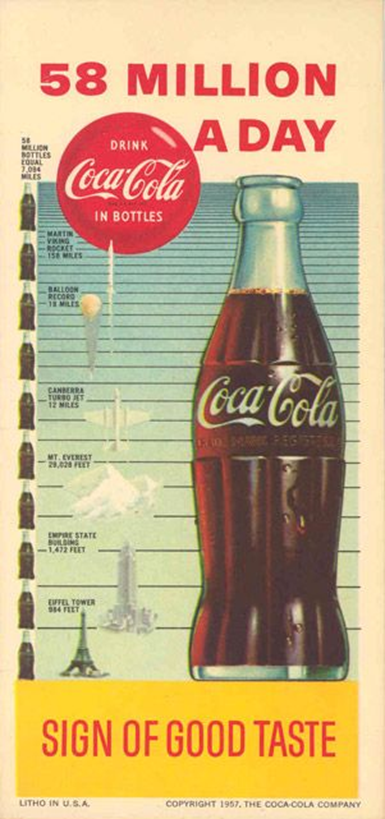 58 MILLION
A DAY
DRINK
Coca-Cola
IN BOTTLES
58
MILLION
BOTTLES
EQUAL
7,084
MILES
MARTIN
VIKING
ROCKET
158 MILES
BALLOON
RECORD
19 MILES
CANBERRA
TURBO JET
12 MILES
MT. EVEREST
29,028 FEET
EMPIRE STATE
BUILDING
1,472 FEET
EIFFEL TOWER
984 FEET
Coca-Cola
SIGN OF GOOD TASTE
LITHO IN U.S.A.
COPYRIGHT 1957, THE COCA-COLA COMPANY